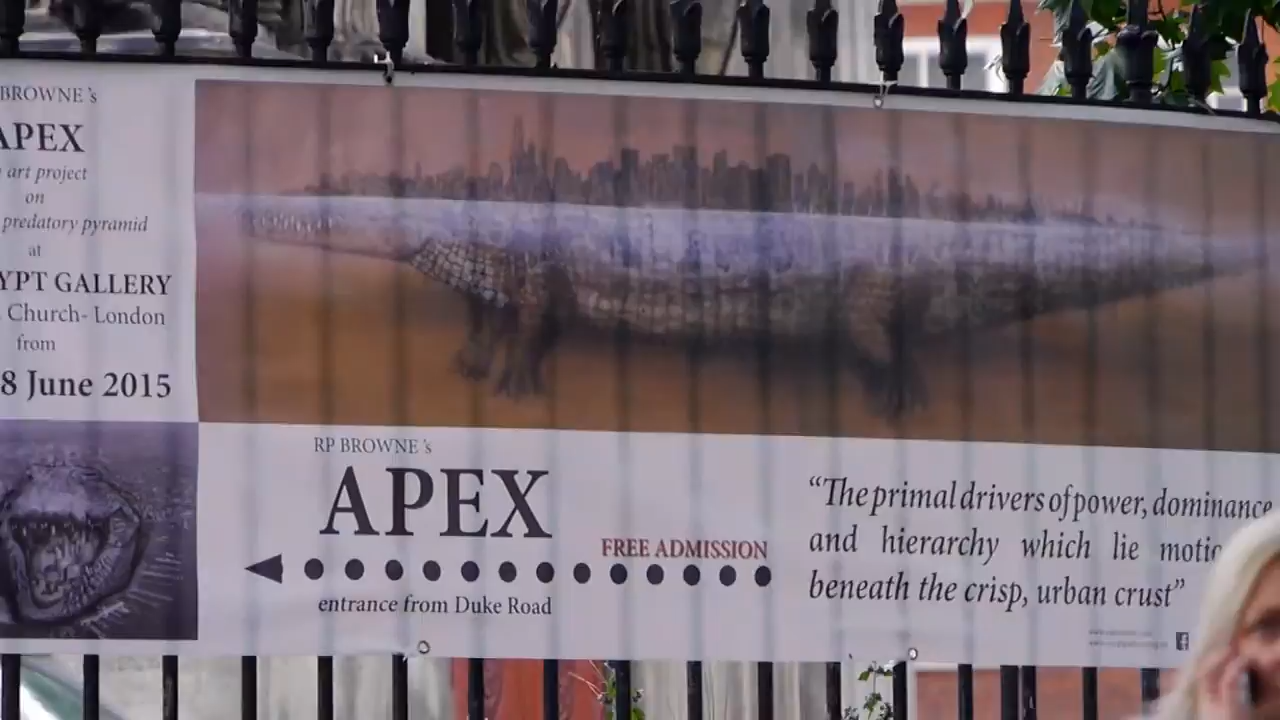 BROWNE's
APEX
art project
on
predatory pyramid
at
YPT GALLERY
Church- London
from
8 June 2015
RP BROWNE's
APEX
FREE ADMISSION
entrance from Duke Road
“The primal drivers of power, dominance
and hierarchy which lie motio
beneath the crisp, urban crust”